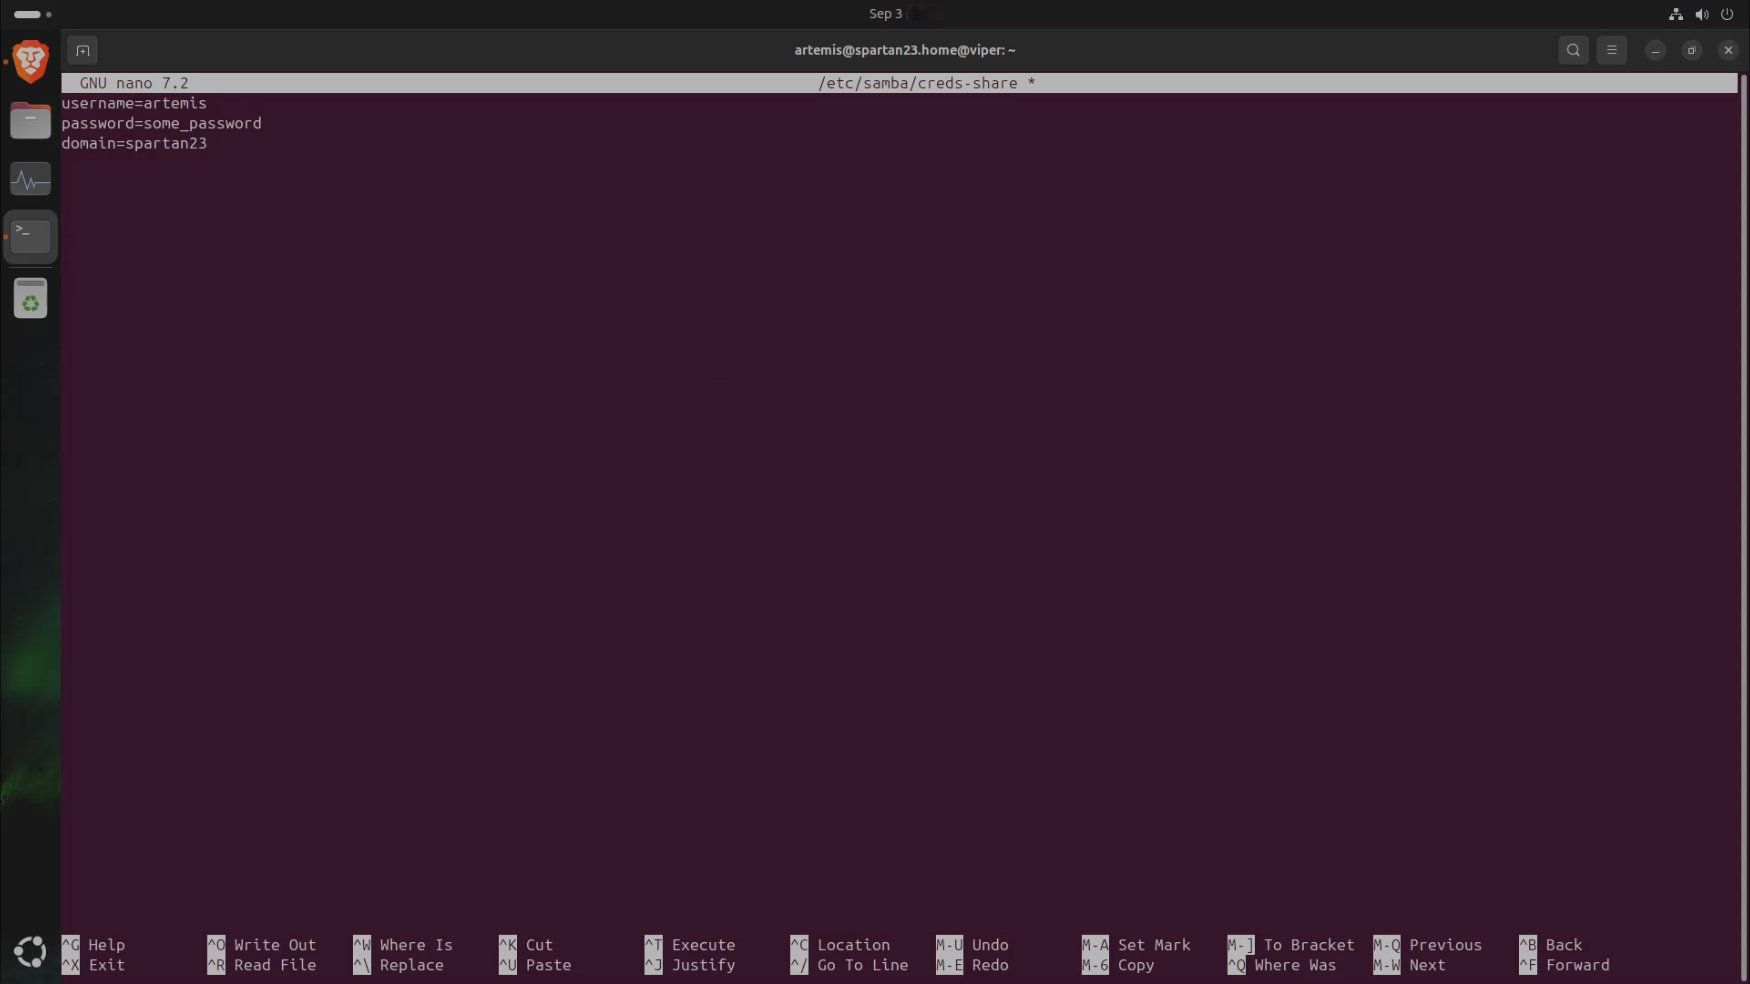 Sep 3
artemis@spartan23.home@viper: ~
GNU nano 7.2 /etc/samba/creds-share *
username=artemis
password=some_password
domain=spartan23
>_
^G Help ^O Write Out ^W Where Is ^K Cut ^T Execute ^C Location M-U Undo M-A Set Mark M-] To Bracket M-Q Previous ^B Back
^X Exit ^R Read File ^\ Replace ^U Paste ^J Justify ^/ Go To Line M-E Redo M-6 Copy ^Q Where Was M-W Next ^F Forward